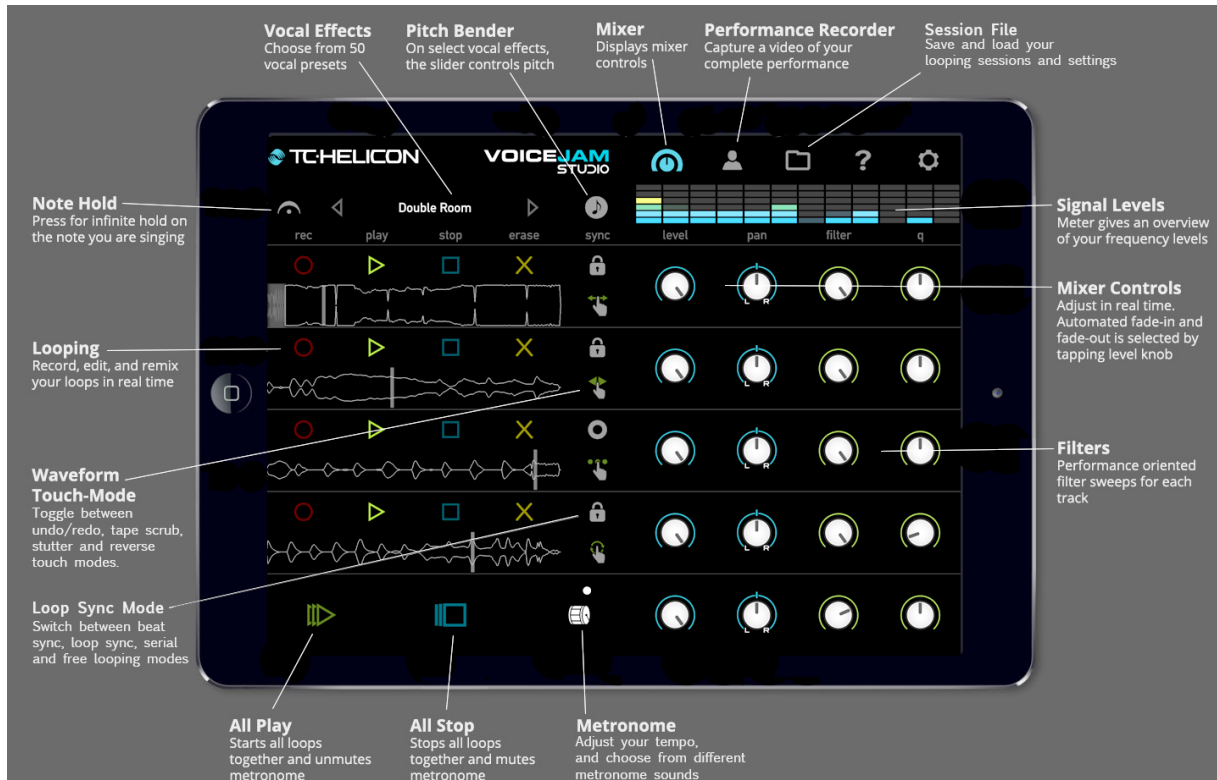 Vocal Effects
Choose from 50
vocal presets
Pitch Bender
On select vocal effects,
the slider controls pitch
Mixer
Displays mixer
controls
Performance Recorder
Capture a video of your
complete performance
Session File
Save and load your
looping sessions and settings
TC·HELICON
VOICEJAM
STUDIO
?
Note Hold
Press for infinite hold on
the note you are singing
Double Room
Signal Levels
Meter gives an overview
of your frequency levels
rec play stop erase sync level pan filter q
L R
Mixer Controls
Adjust in real time.
Automated fade-in and
fade-out is selected by
tapping level knob
Looping
Record, edit, and remix
your loops in real time
L R
Waveform
Touch-Mode
Toggle between
undo/redo, tape scrub,
stutter and reverse
touch modes.
L R
Filters
Performance oriented
filter sweeps for each
track
L R
Loop Sync Mode
Switch between beat
sync, loop sync, serial
and free looping modes
L R
All Play
Starts all loops
together and unmutes
metronome
All Stop
Stops all loops
together and mutes
metronome
Metronome
Adjust your tempo,
and choose from different
metronome sounds